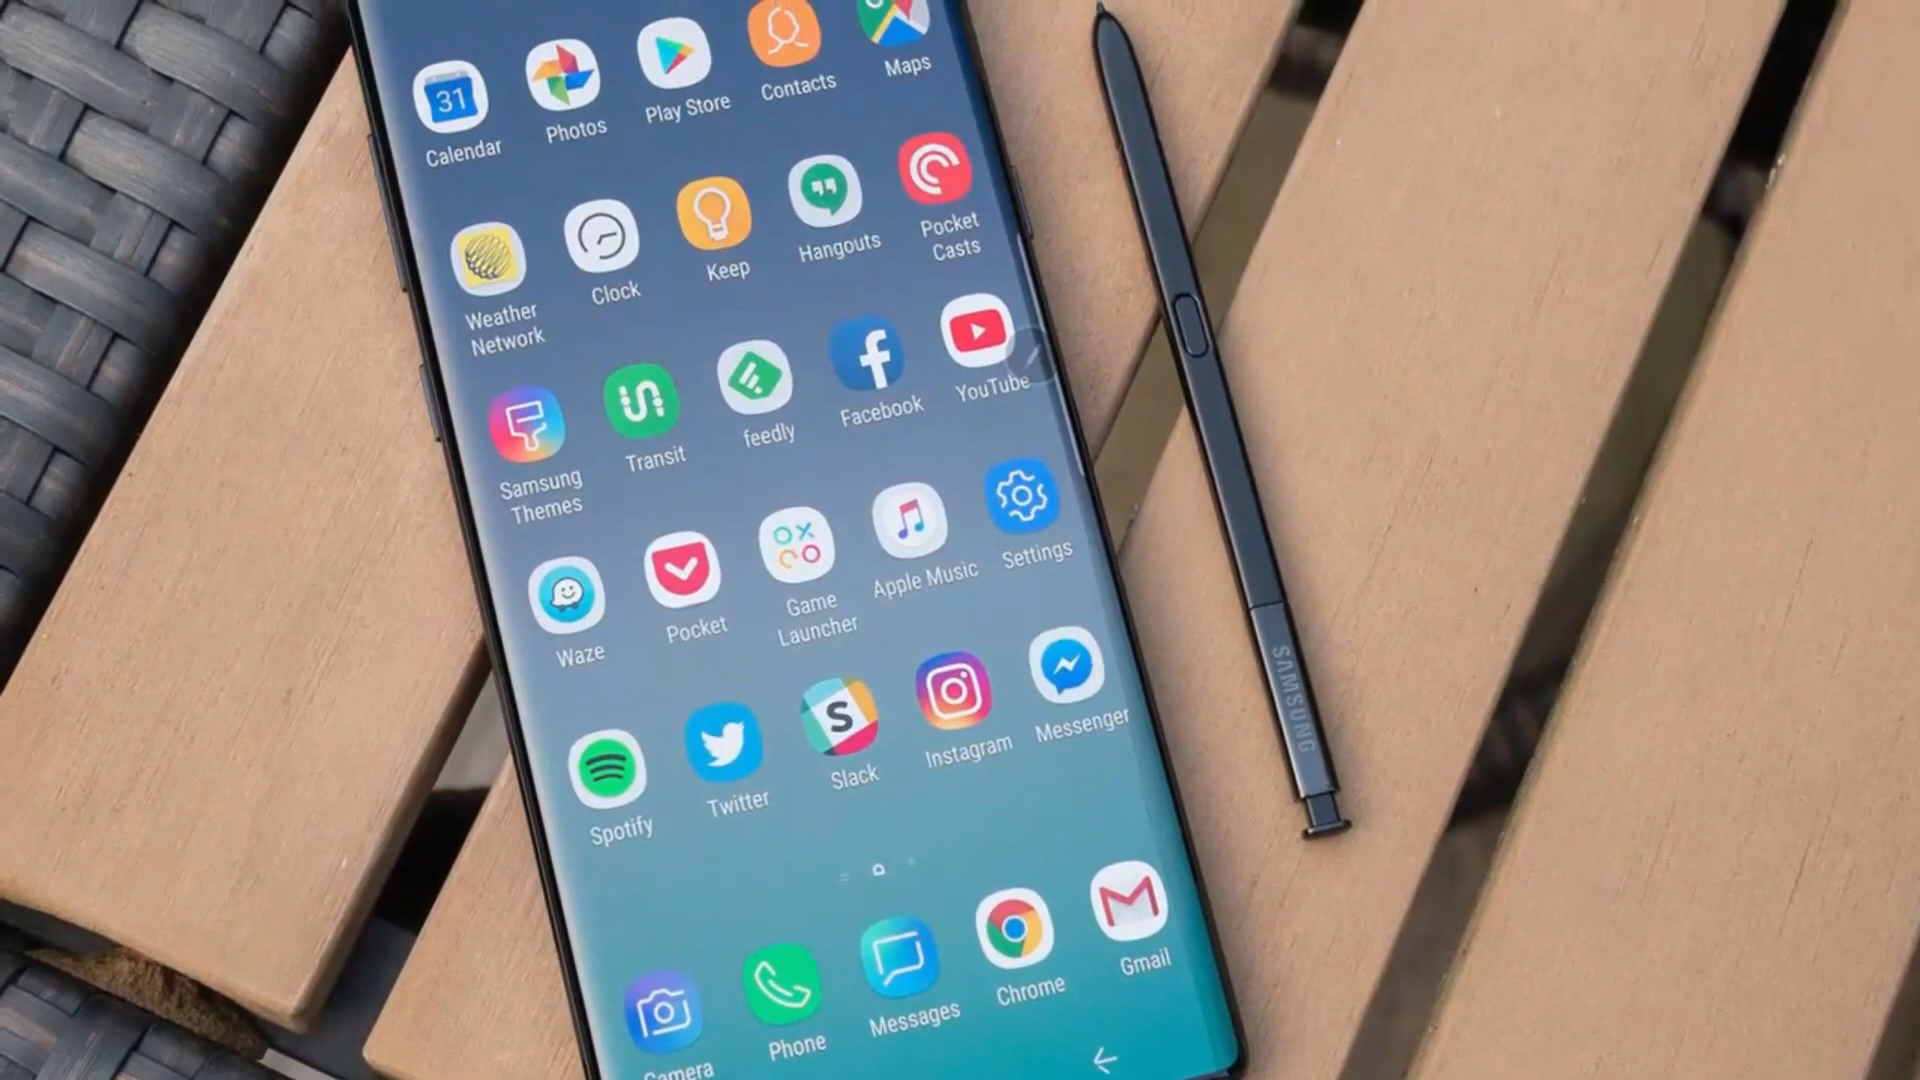 31
Calendar
Photos
Play Store
Contacts
Maps
Weather
Network
Clock
Keep
Hangouts
Pocket
Casts
Samsung
Themes
Transit
feedly
Facebook
YouTube
Waze
Pocket
Game
Launcher
Apple Music
Settings
Spotify
Twitter
S
Slack
Instagram
Messenger
Camera
Phone
Messages
Chrome
Gmail
SAMSUNG